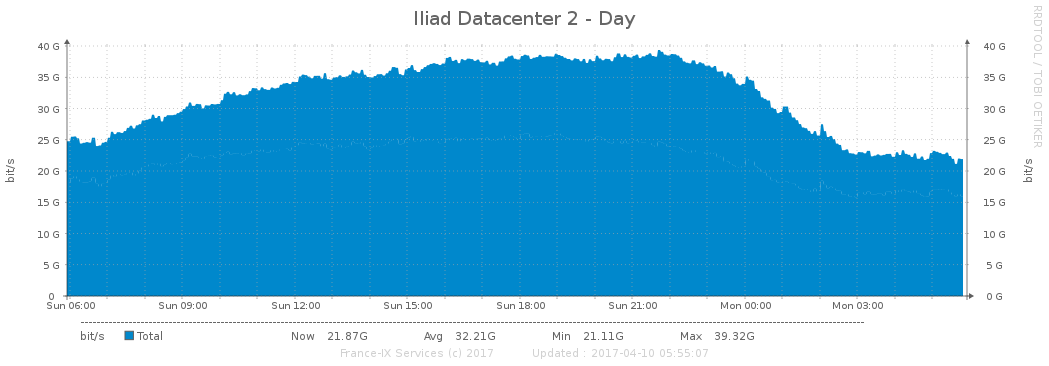 Iliad Datacenter 2 - Day
RRDTOOL / TOBI OETIKER
40 G 40 G
35 G 35 G
30 G 30 G
25 G 25 G
20 G 20 G
15 G 15 G
10 G 10 G
5 G 5 G
0 0 G
bit/s bit/s
Sun 06:00 Sun 09:00 Sun 12:00 Sun 15:00 Sun 18:00 Sun 21:00 Mon 00:00 Mon 03:00
bit/s Total Now 21.87G Avg 32.21G Min 21.11G Max 39.32G
France-IX Services (c) 2017 Updated : 2017-04-10 05:55:07